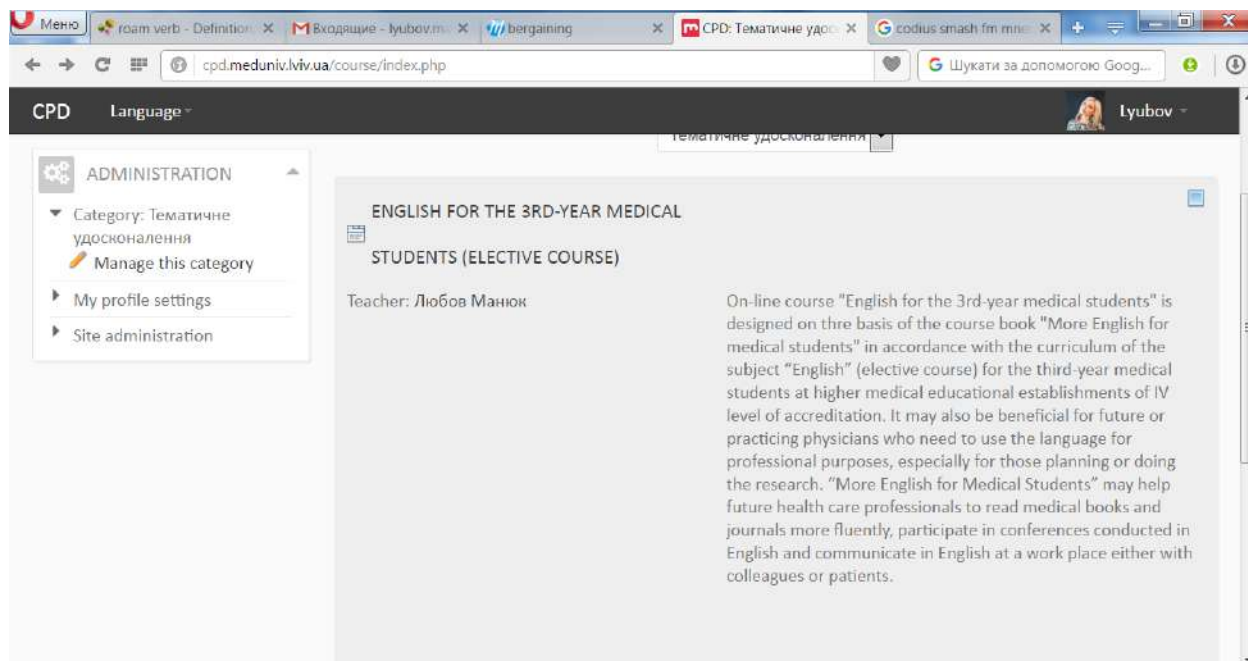 Меню roam verb - Definition Входящие - lyubov.m bergaining CPD: Тематичне удос codius smash fm mne
cpd.meduniv.lviv.ua/course/index.php Шукати за допомогою Goog...
CPD Language Lyubov
Тематичне удосконалення
ADMINISTRATION
Category: Тематичне
удосконалення
Manage this category
My profile settings
Site administration
ENGLISH FOR THE 3RD-YEAR MEDICAL
STUDENTS (ELECTIVE COURSE)
Teacher: Любов Манюк
On-line course "English for the 3rd-year medical students" is
designed on thre basis of the course book "More English for
medical students" in accordance with the curriculum of the
subject “English” (elective course) for the third-year medical
students at higher medical educational establishments of IV
level of accreditation. It may also be beneficial for future or
practicing physicians who need to use the language for
professional purposes, especially for those planning or doing
the research. “More English for Medical Students” may help
future health care professionals to read medical books and
journals more fluently, participate in conferences conducted in
English and communicate in English at a work place either with
colleagues or patients.